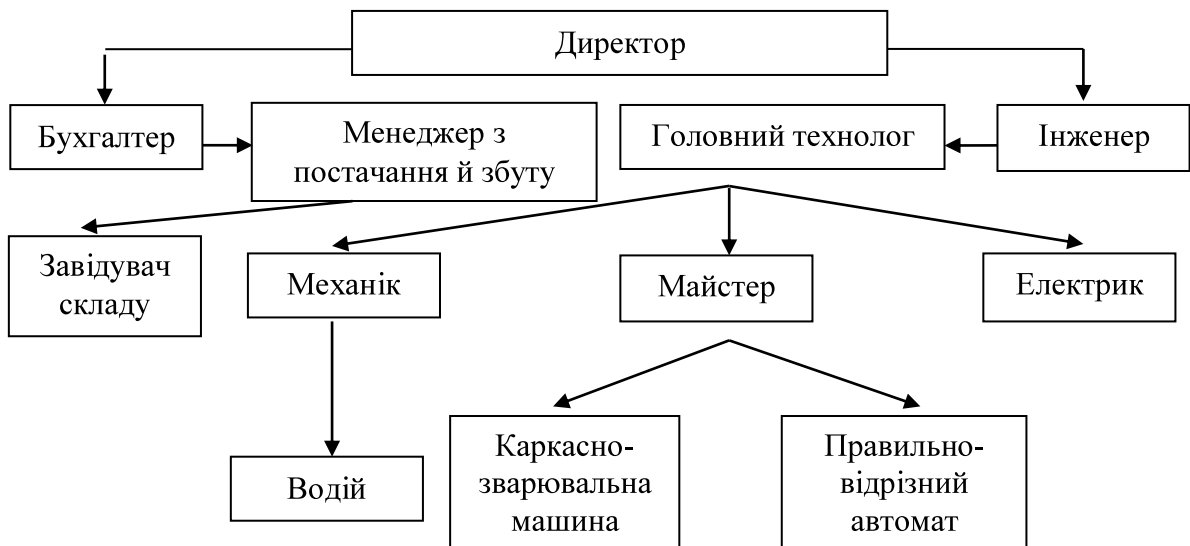 Директор
Бухгалтер
Менеджер з
постачання й збуту
Головний технолог
Інженер
Завідувач
складу
Механік
Майстер
Електрик
Водій
Каркасно-
зварювальна
машина
Правильно-
відрізний
автомат